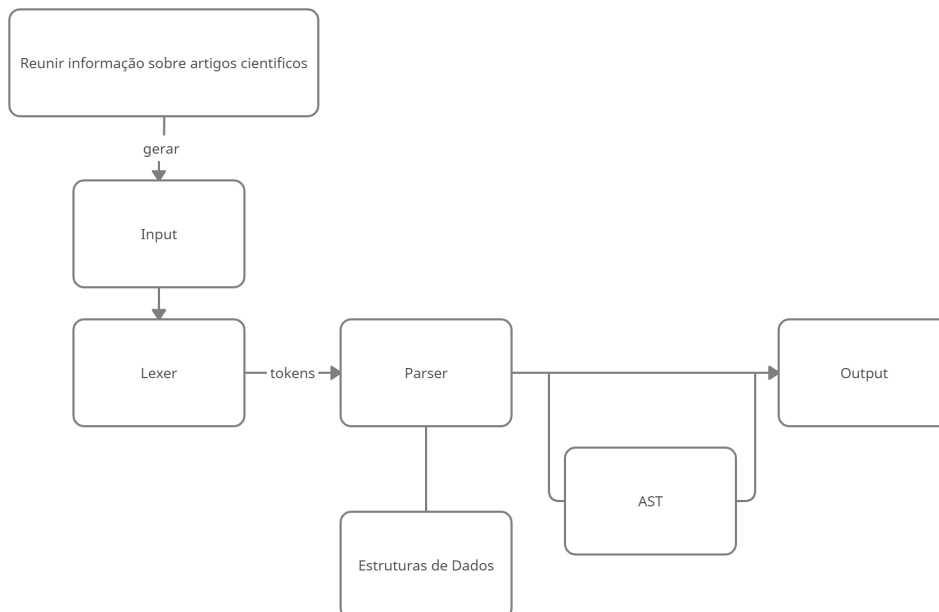 Reunir informação sobre artigos cientificos
gerar
Input
Lexer
tokens
Parser
Output
AST
Estruturas de Dados